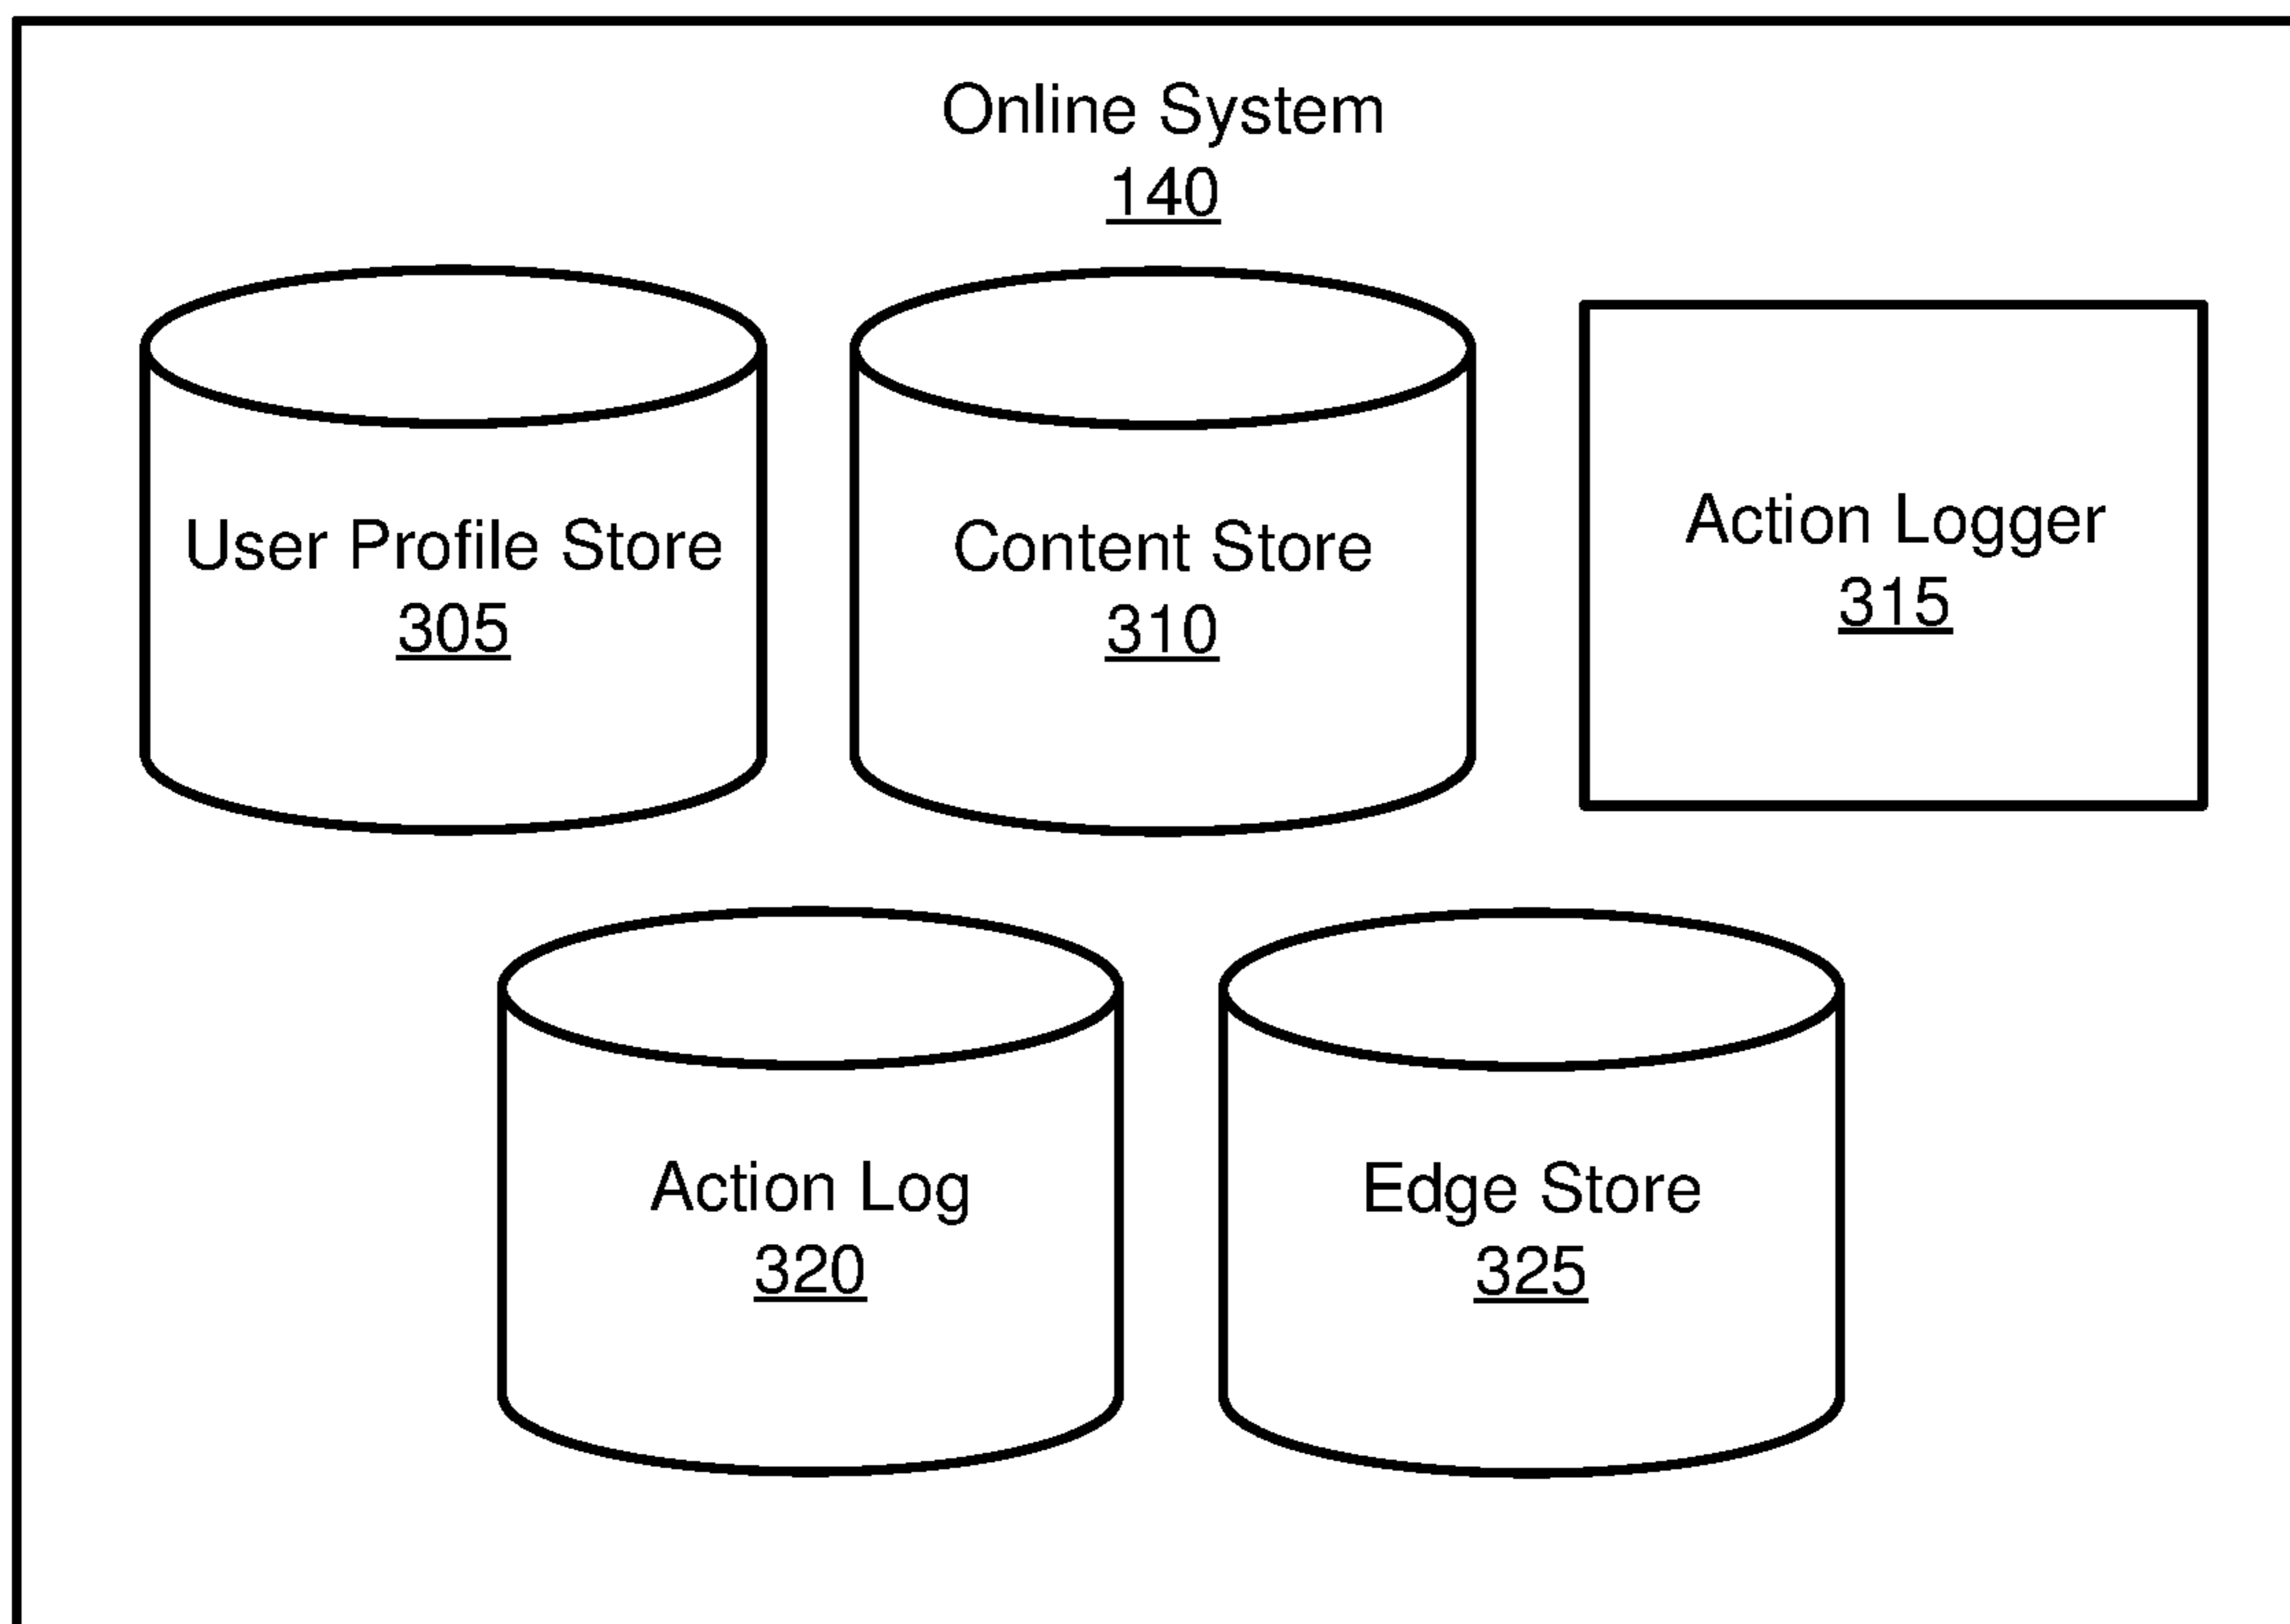 Online System
140
User Profile Store
305
Content Store
310
Action Logger
315
Action Log
320
Edge Store
325